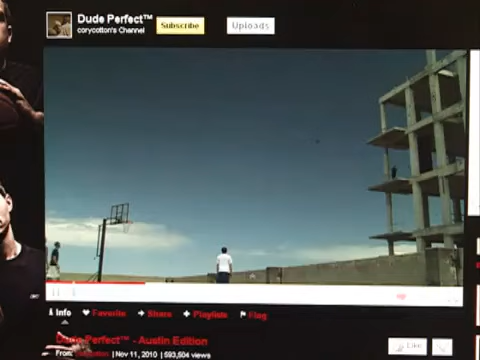 Dude Perfect™
corycotton's Channel
Subscribe
Uploads
Info Favorite Share Playlists Flag
Dude Perfect™ - Austin Edition
From: | Nov 11, 2010 | 593,504 views
Like